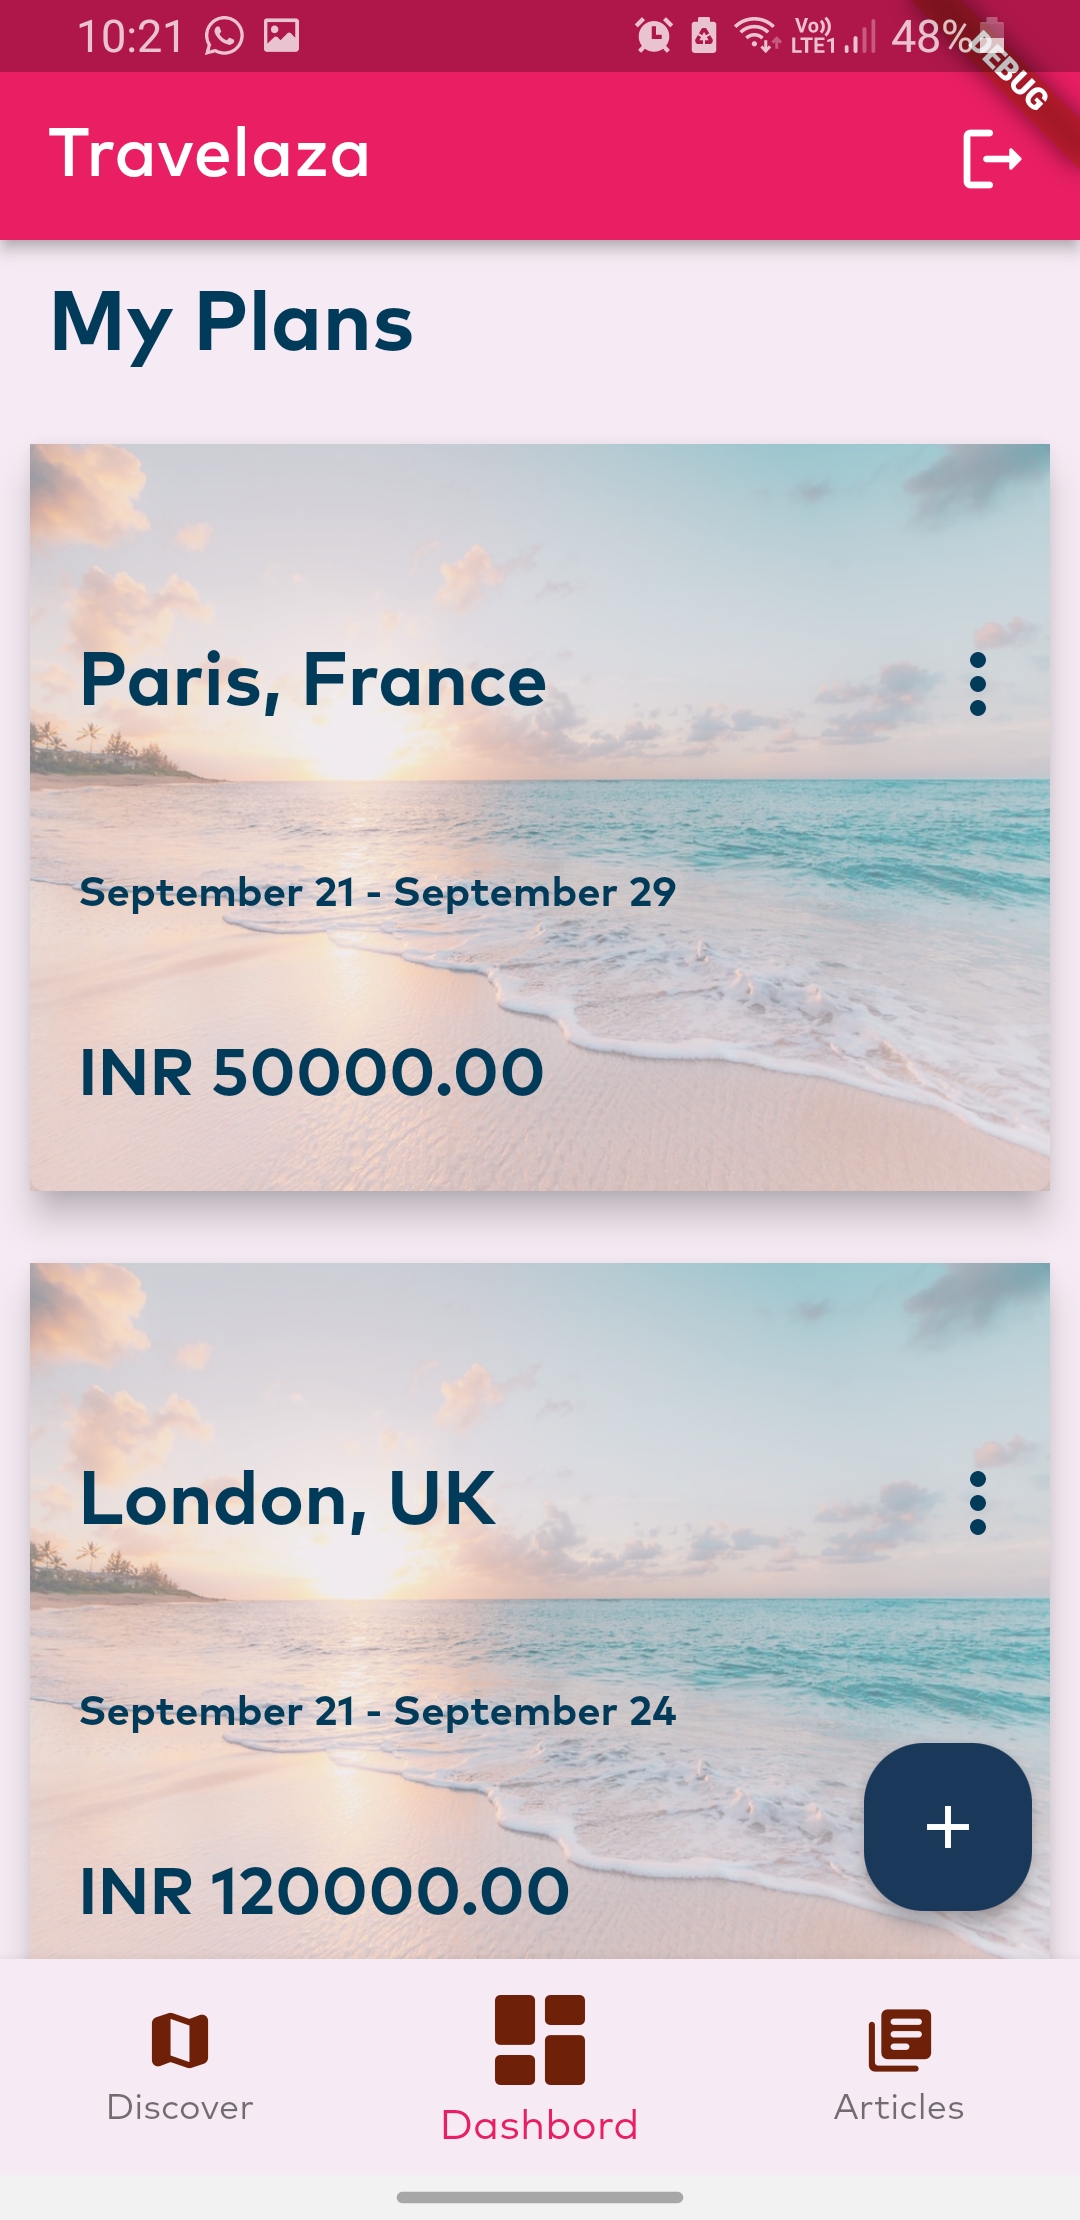 10:21
Vo))
LTE1
48%
DEBUG
Travelaza
My Plans
Paris, France
September 21 - September 29
INR 50000.00
London, UK
September 21 - September 24
INR 120000.00
Discover
Dashbord
Articles